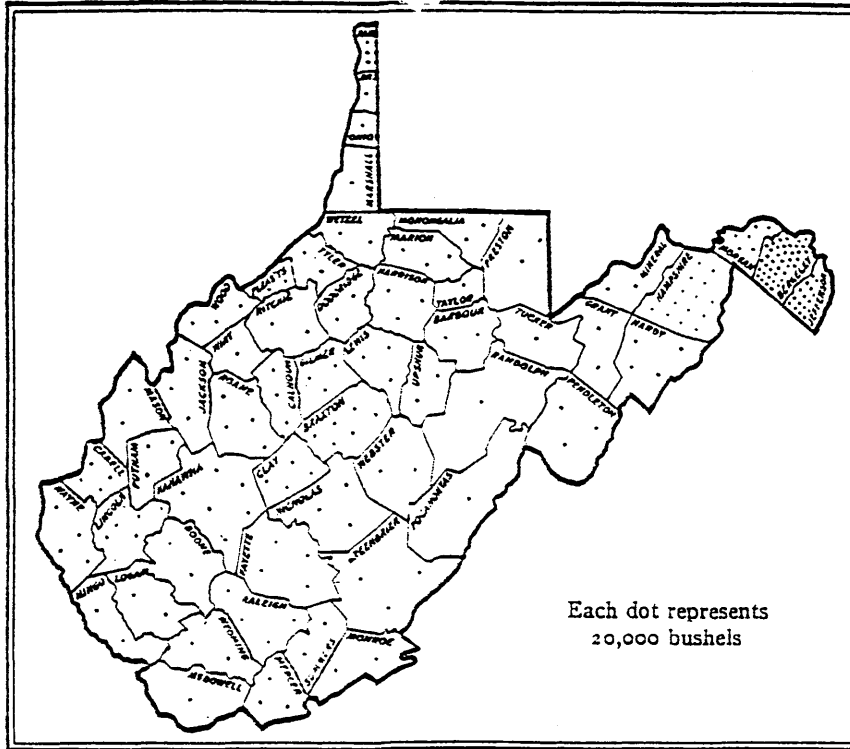 MARSHALL
WETZEL
MONONGALIA
MARION
PRESTON
TYLER
PLEASTS
DODDRIDGE
HARRISON
TAYLOR
BARBOUR
WOOD
RITCHIE
WIRT
MINERAL
HAMPSHIRE
MORGAN
BERKELEY
JEFFERSON
GRANT
HARDY
TUCKER
RANDOLPH
PENDLETON
LEWIS
UPSHUR
GILMER
CALHOUN
JACKSON
ROANE
MASON
BRAXTON
WEBSTER
CLAY
NICHOLAS
POCAHONTAS
GREENBRIER
CABELL
PUTNAM
KANAWHA
WAYNE
LINCOLN
BOONE
FAYETTE
MINGO
LOGAN
RALEIGH
WYOMING
SUMMERS
MONROE
McDOWELL
MERCER
Each dot represents
20,000 bushels